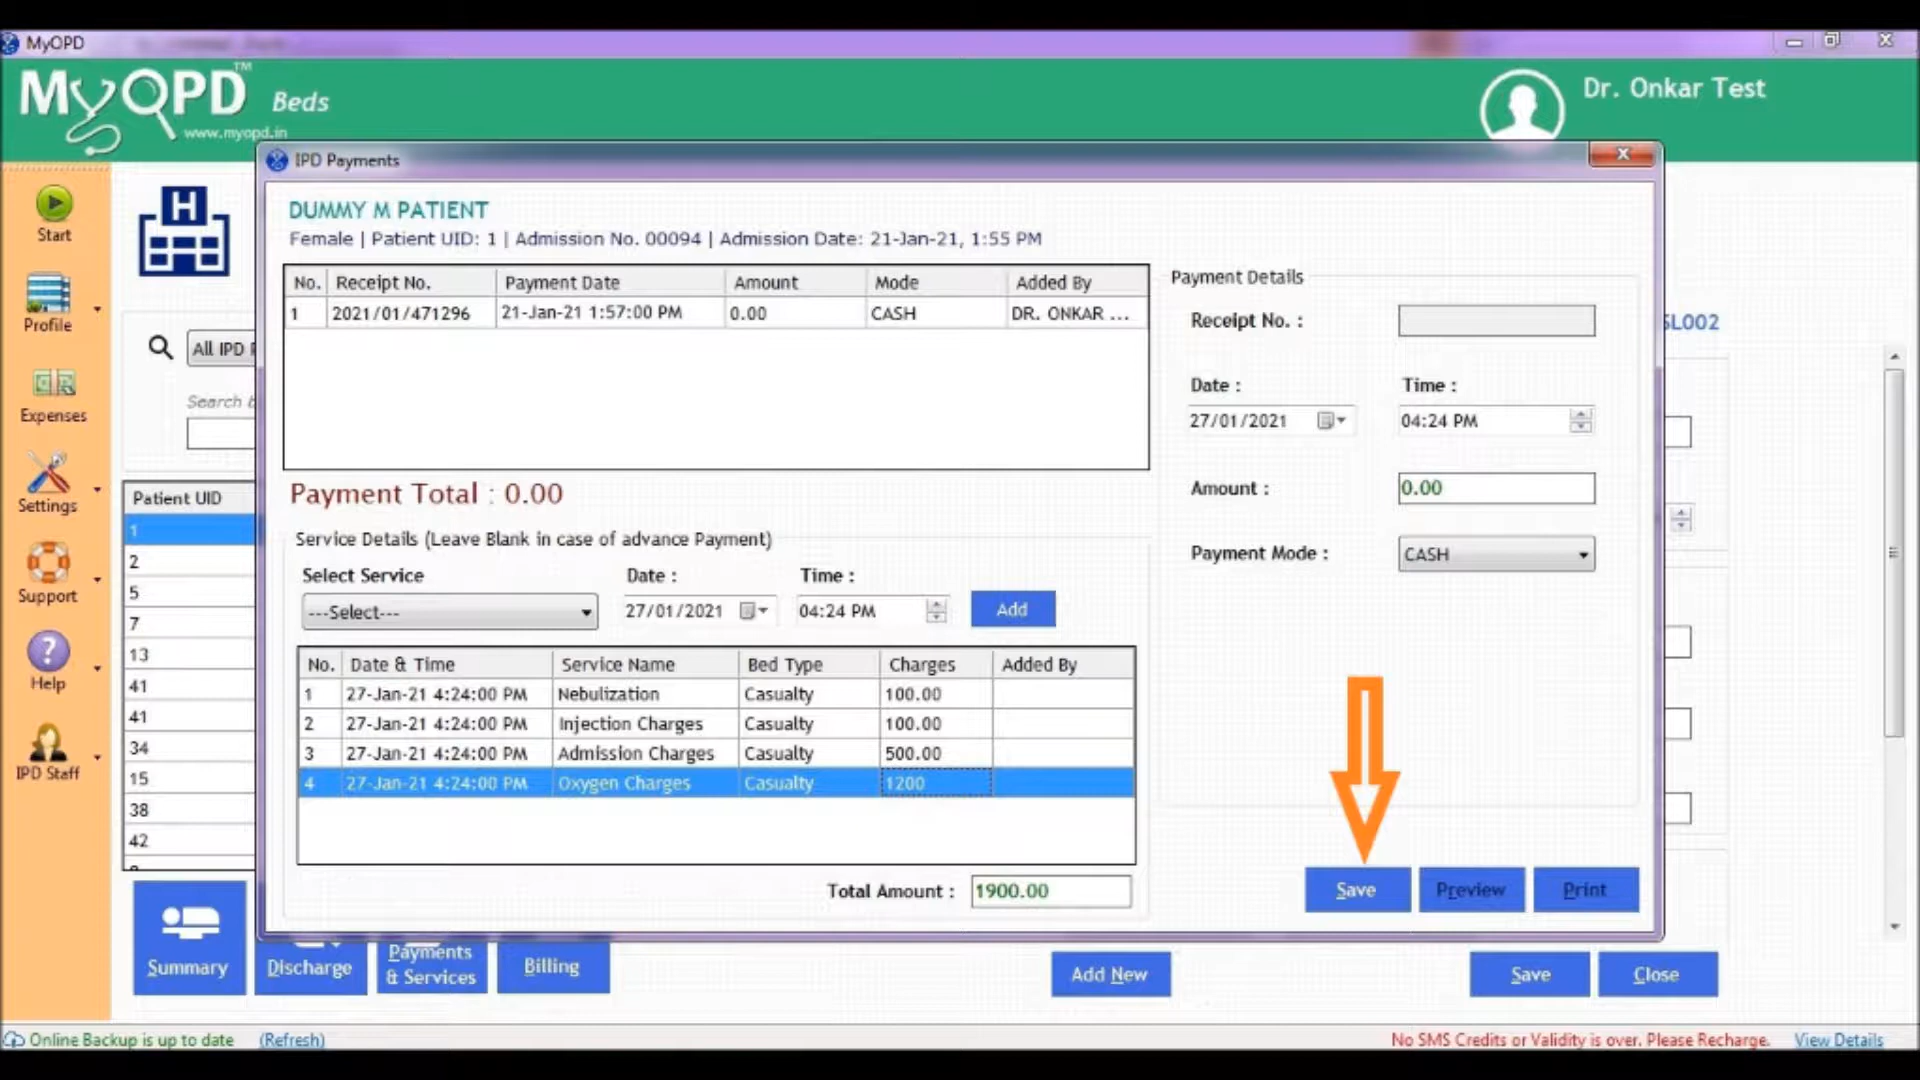 MyOPD
MyOPD™ Beds
www.myopd.in
Dr. Onkar Test
IPD Payments
Start
Profile
Expenses
Settings
Support
Help
IPD Staff
H
All IPD
Search
Patient UID
1
2
5
7
13
41
41
34
15
38
42
DUMMY M PATIENT
Female | Patient UID: 1 | Admission No. 00094 | Admission Date: 21-Jan-21, 1:55 PM
No. Receipt No. Payment Date Amount Mode Added By
1 2021/01/471296 21-Jan-21 1:57:00 PM 0.00 CASH DR. ONKAR ...
Payment Total : 0.00
Service Details (Leave Blank in case of advance Payment)
Select Service Date : Time :
---Select--- 27/01/2021 04:24 PM Add
No. Date & Time Service Name Bed Type Charges Added By
1 27-Jan-21 4:24:00 PM Nebulization Casualty 100.00
2 27-Jan-21 4:24:00 PM Injection Charges Casualty 100.00
3 27-Jan-21 4:24:00 PM Admission Charges Casualty 500.00
4 27-Jan-21 4:24:00 PM Oxygen Charges Casualty 1200
Total Amount : 1900.00
Payment Details
Receipt No. :
Date : Time :
27/01/2021 04:24 PM
Amount : 0.00
Payment Mode : CASH
Save Preview Print
SL002
Summary
Discharge
Payments
& Services
Billing
Add New
Save
Close
Online Backup is up to date (Refresh)
No SMS Credits or Validity is over. Please Recharge. View Details